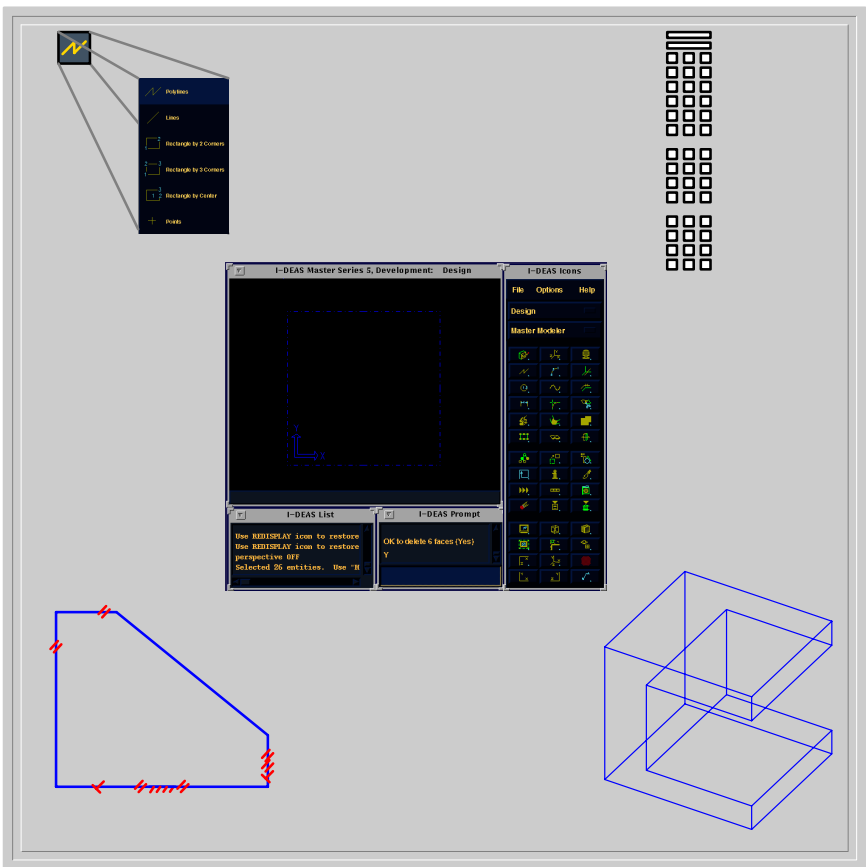 Polylines
Lines
Rectangle by 2 Corners
Rectangle by 3 Corners
Rectangle by Center
Points
I-DEAS Master Series 5, Development: Design
I-DEAS Icons
File Options Help
Design
Master Modeler
Y
X
I-DEAS List
Use REDISPLAY icon to restore
Use REDISPLAY icon to restore
perspective OFF
Selected 26 entities. Use "M
I-DEAS Prompt
OK to delete 6 faces (Yes)
Y